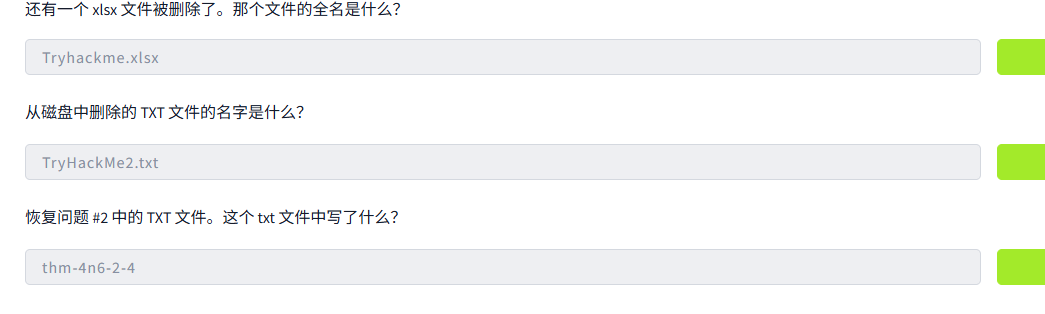 还有一个 xlsx 文件被删除了。那个文件的全名是什么？
Tryhackme.xlsx
从磁盘中删除的 TXT 文件的名字是什么？
TryHackMe2.txt
恢复问题 #2 中的 TXT 文件。这个 txt 文件中写了什么？
thm-4n6-2-4